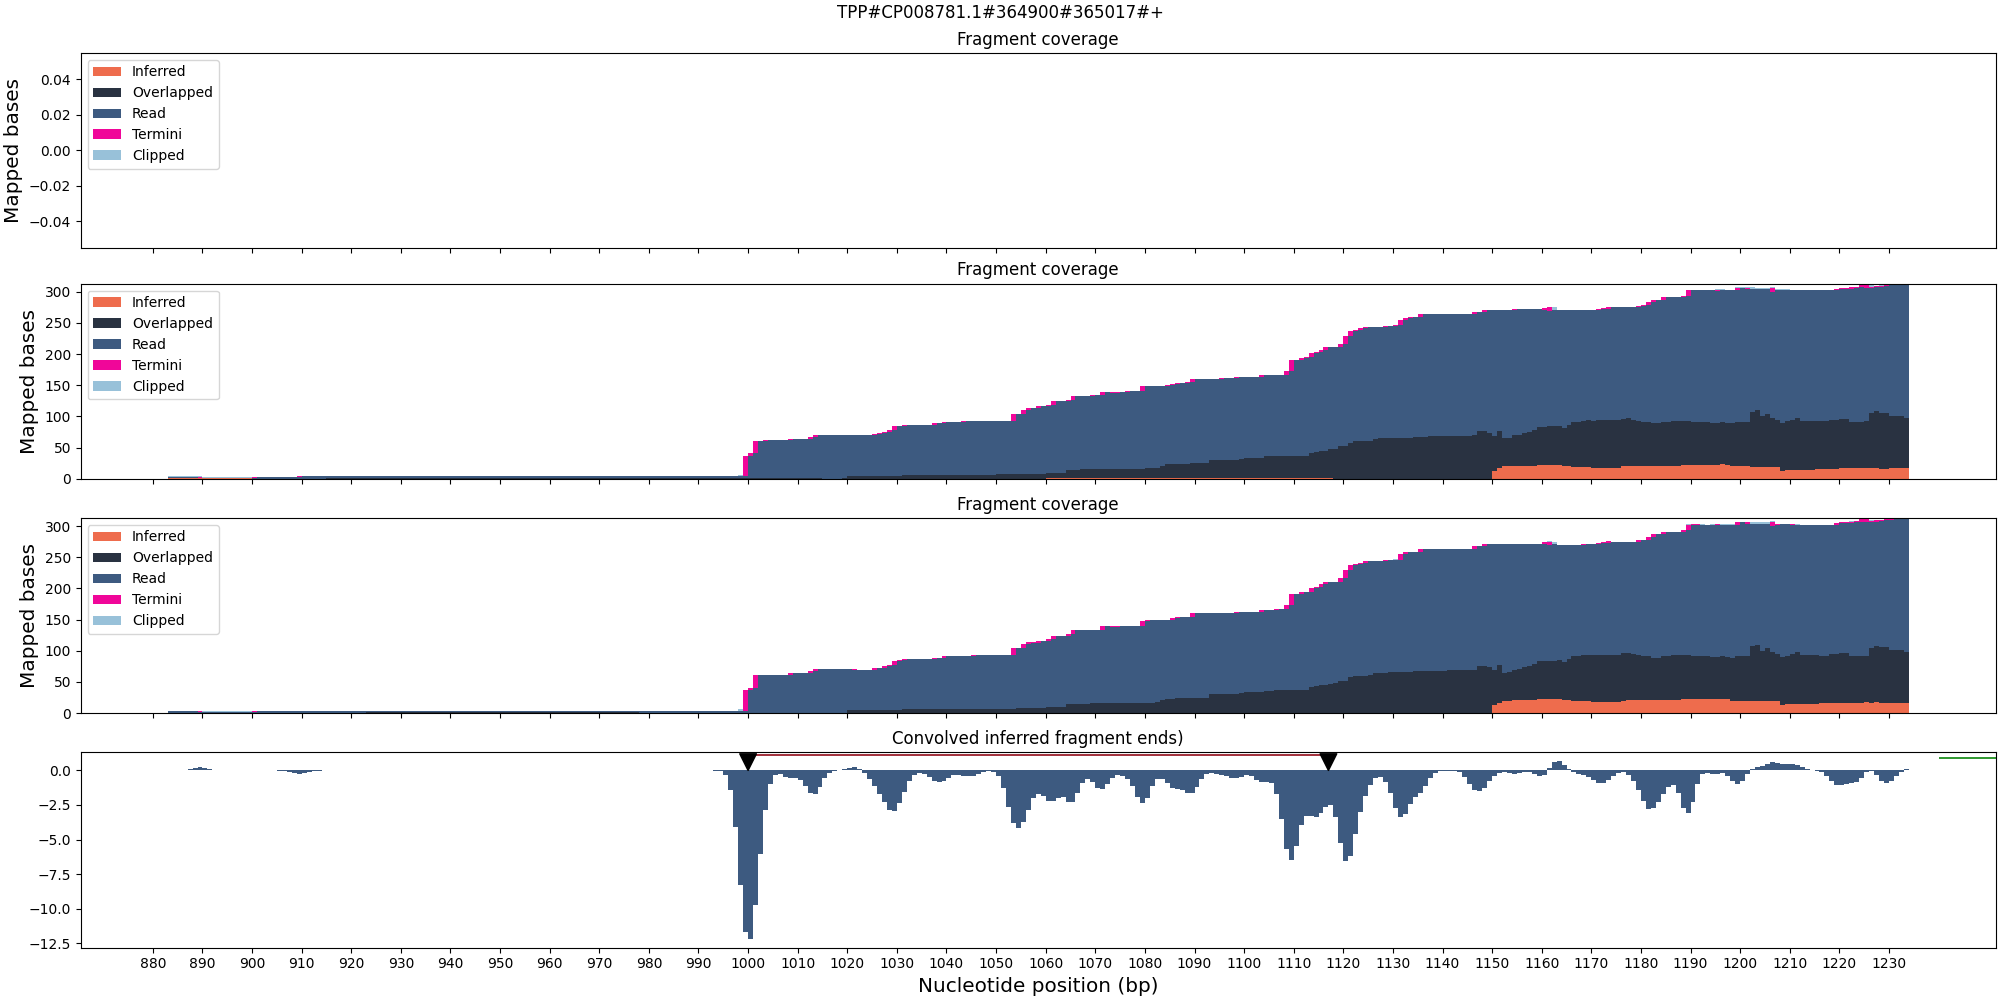 TPP#CP008781.1#364900#365017#+
Fragment coverage
Mapped bases
0.04
0.02
0.00
−0.02
−0.04
Inferred
Overlapped
Read
Termini
Clipped
Fragment coverage
Mapped bases
300
250
200
150
100
50
0
Inferred
Overlapped
Read
Termini
Clipped
Fragment coverage
Mapped bases
300
250
200
150
100
50
0
Inferred
Overlapped
Read
Termini
Clipped
Convolved inferred fragment ends)
0.0
−2.5
−5.0
−7.5
−10.0
−12.5
880 890 900 910 920 930 940 950 960 970 980 990 1000 1010 1020 1030 1040 1050 1060 1070 1080 1090 1100 1110 1120 1130 1140 1150 1160 1170 1180 1190 1200 1210 1220 1230
Nucleotide position (bp)